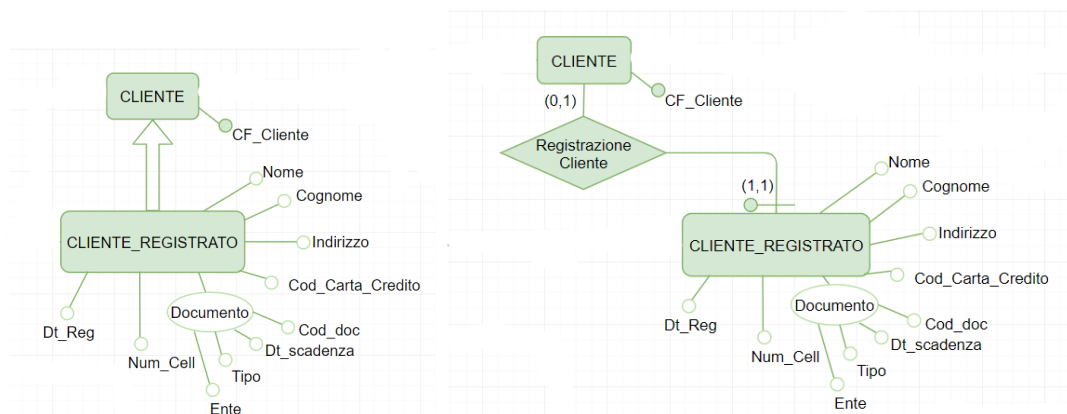 CLIENTE
CF_Cliente
Nome
Cognome
CLIENTE_REGISTRATO
Indirizzo
Cod_Carta_Credito
Documento
Dt_Reg
Cod_doc
Dt_scadenza
Num_Cell
Tipo
Ente
CLIENTE
(0,1)
CF_Cliente
Registrazione
Cliente
(1,1)
Nome
Cognome
Indirizzo
CLIENTE_REGISTRATO
Cod_Carta_Credito
Documento
Dt_Reg
Cod_doc
Dt_scadenza
Num_Cell
Tipo
Ente